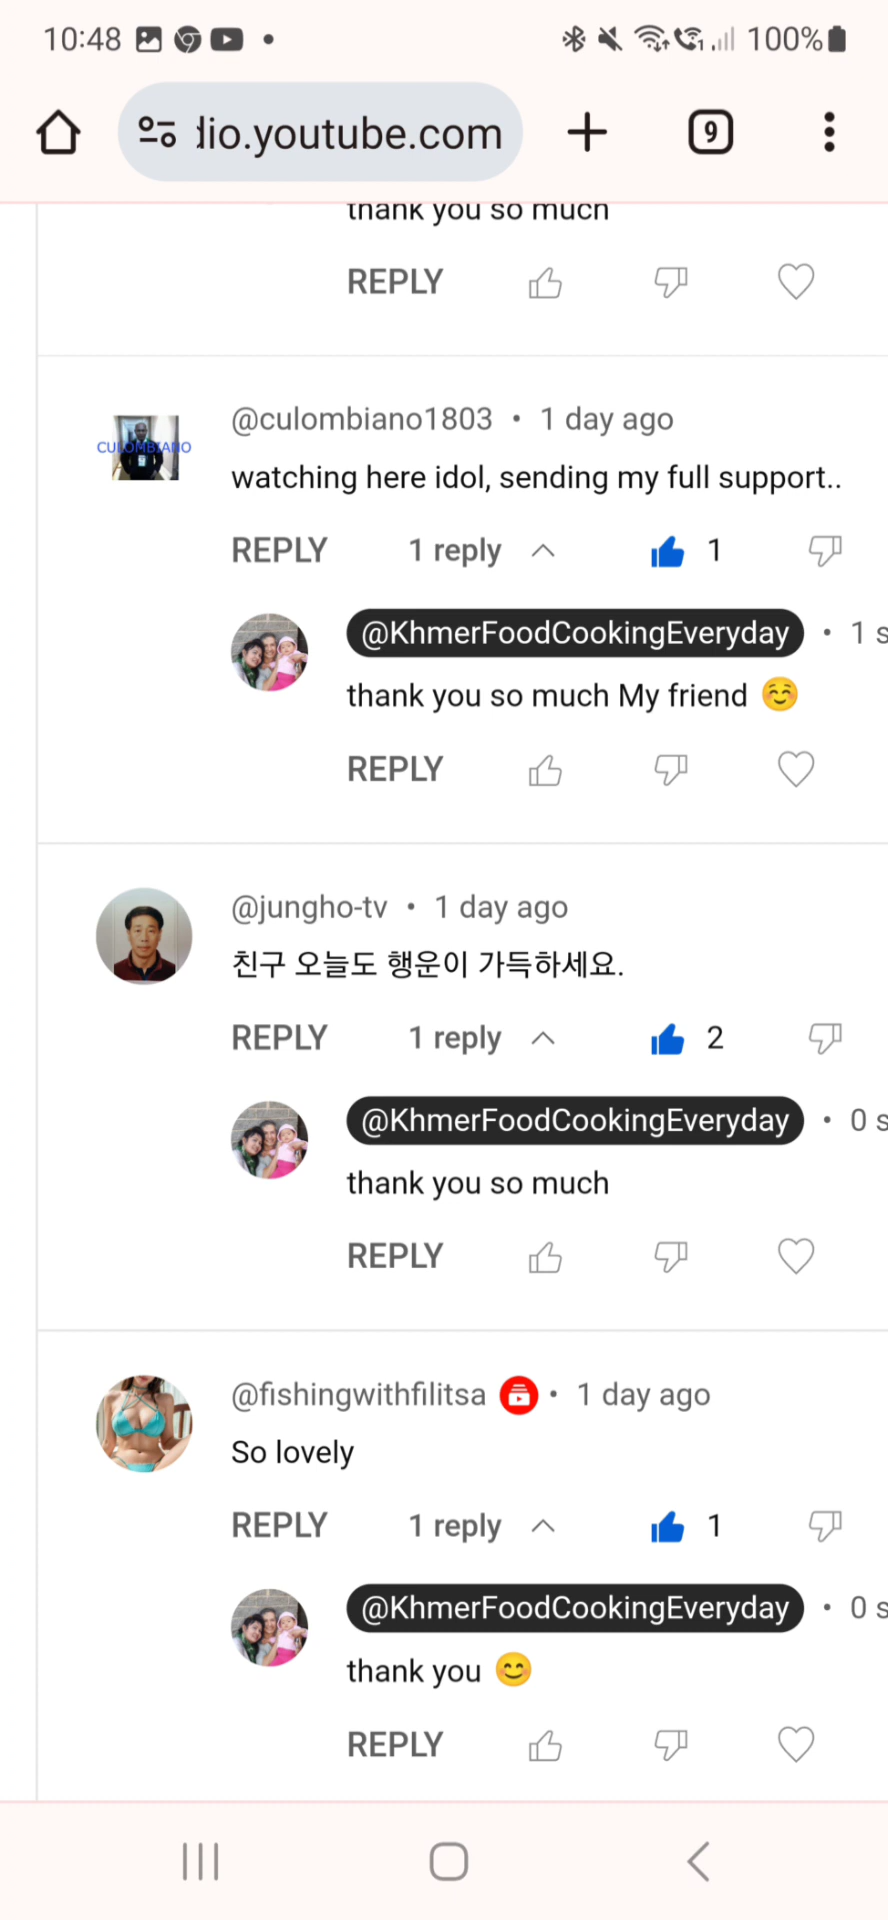 10:48
100%
dio.youtube.com
9
thank you so much
REPLY
CULOMBIANO
@culombiano1803 • 1 day ago
watching here idol, sending my full support..
REPLY 1 reply 1
@KhmerFoodCookingEveryday • 1 s
thank you so much My friend ☺️
REPLY
@jungho-tv • 1 day ago
친구 오늘도 행운이 가득하세요.
REPLY 1 reply 2
@KhmerFoodCookingEveryday • 0 s
thank you so much
REPLY
@fishingwithfilitsa • 1 day ago
So lovely
REPLY 1 reply 1
@KhmerFoodCookingEveryday • 0 s
thank you 😊
REPLY